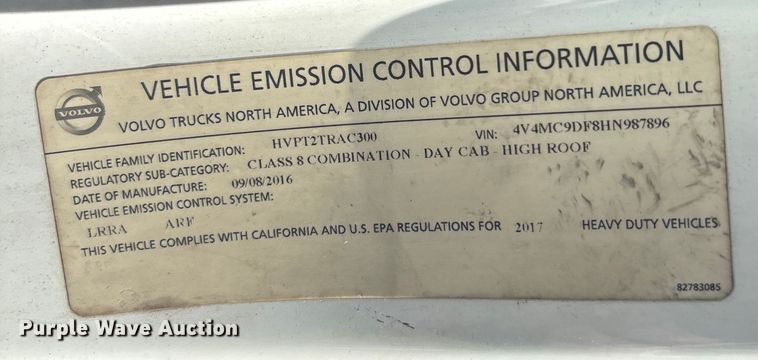 VOLVO
VEHICLE EMISSION CONTROL INFORMATION
VOLVO TRUCKS NORTH AMERICA, A DIVISION OF VOLVO GROUP NORTH AMERICA, LLC
VEHICLE FAMILY IDENTIFICATION: HVPT2TRAC300 VIN: 4V4MC9DF8HN987896
REGULATORY SUB-CATEGORY: CLASS 8 COMBINATION - DAY CAB - HIGH ROOF
DATE OF MANUFACTURE: 09/08/2016
VEHICLE EMISSION CONTROL SYSTEM:
LRRA ARF
THIS VEHICLE COMPLIES WITH CALIFORNIA AND U.S. EPA REGULATIONS FOR 2017 HEAVY DUTY VEHICLES
82783085
Purple Wave Auction